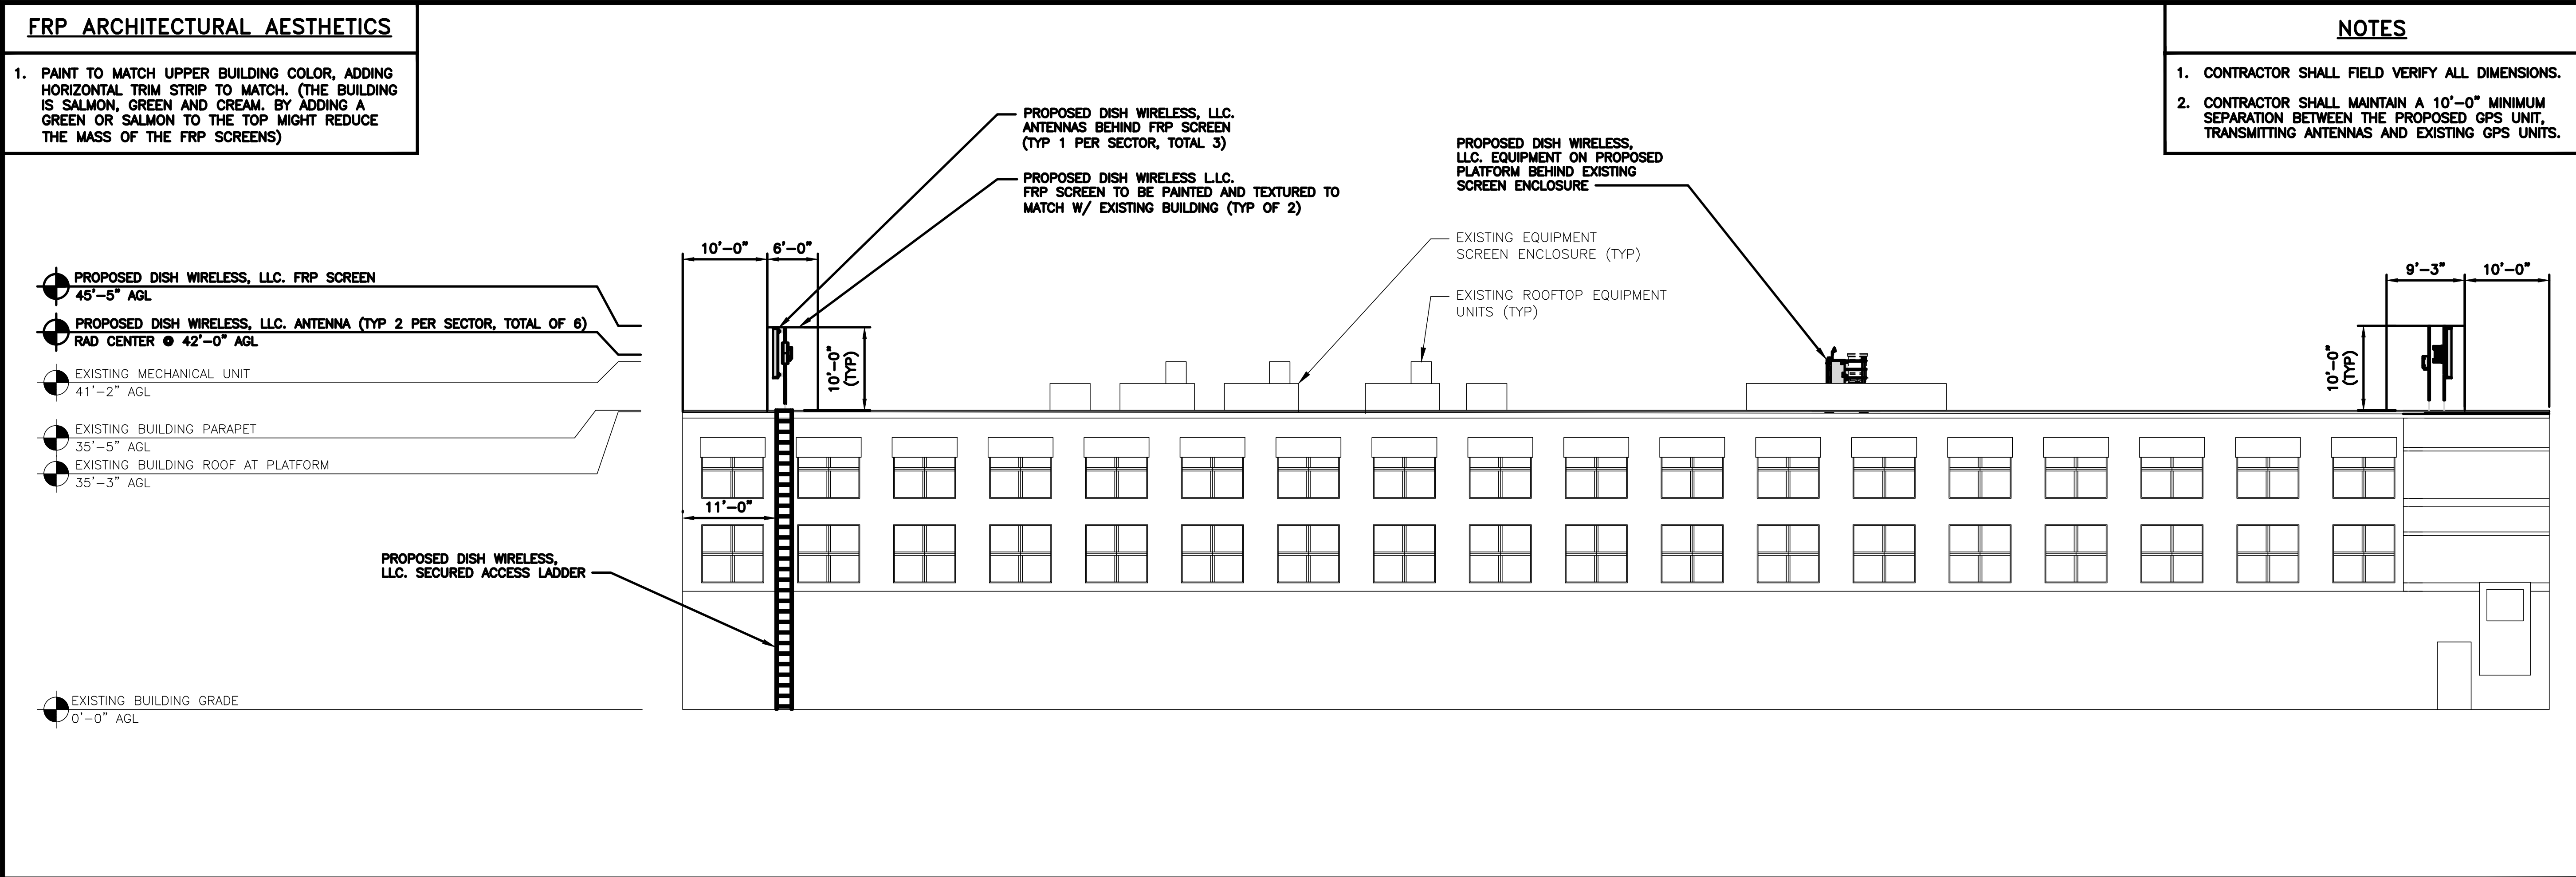 FRP ARCHITECTURAL AESTHETICS
1. PAINT TO MATCH UPPER BUILDING COLOR, ADDING
HORIZONTAL TRIM STRIP TO MATCH. (THE BUILDING
IS SALMON, GREEN AND CREAM. BY ADDING A
GREEN OR SALMON TO THE TOP MIGHT REDUCE
THE MASS OF THE FRP SCREENS)
NOTES
1. CONTRACTOR SHALL FIELD VERIFY ALL DIMENSIONS.
2. CONTRACTOR SHALL MAINTAIN A 10'-0" MINIMUM
SEPARATION BETWEEN THE PROPOSED GPS UNIT,
TRANSMITTING ANTENNAS AND EXISTING GPS UNITS.
PROPOSED DISH WIRELESS, LLC.
ANTENNAS BEHIND FRP SCREEN
(TYP 1 PER SECTOR, TOTAL 3)
PROPOSED DISH WIRELESS L.LC.
FRP SCREEN TO BE PAINTED AND TEXTURED TO
MATCH W/ EXISTING BUILDING (TYP OF 2)
PROPOSED DISH WIRELESS,
LLC. EQUIPMENT ON PROPOSED
PLATFORM BEHIND EXISTING
SCREEN ENCLOSURE
EXISTING EQUIPMENT
SCREEN ENCLOSURE (TYP)
EXISTING ROOFTOP EQUIPMENT
UNITS (TYP)
10'-0"
6'-0"
9'-3"
10'-0"
10'-0"
(TYP)
10'-0"
(TYP)
PROPOSED DISH WIRELESS, LLC. FRP SCREEN
45'-5" AGL
PROPOSED DISH WIRELESS, LLC. ANTENNA (TYP 2 PER SECTOR, TOTAL OF 6)
RAD CENTER @ 42'-0" AGL
EXISTING MECHANICAL UNIT
41'-2" AGL
EXISTING BUILDING PARAPET
35'-5" AGL
EXISTING BUILDING ROOF AT PLATFORM
35'-3" AGL
11'-0"
PROPOSED DISH WIRELESS,
LLC. SECURED ACCESS LADDER
EXISTING BUILDING GRADE
0'-0" AGL